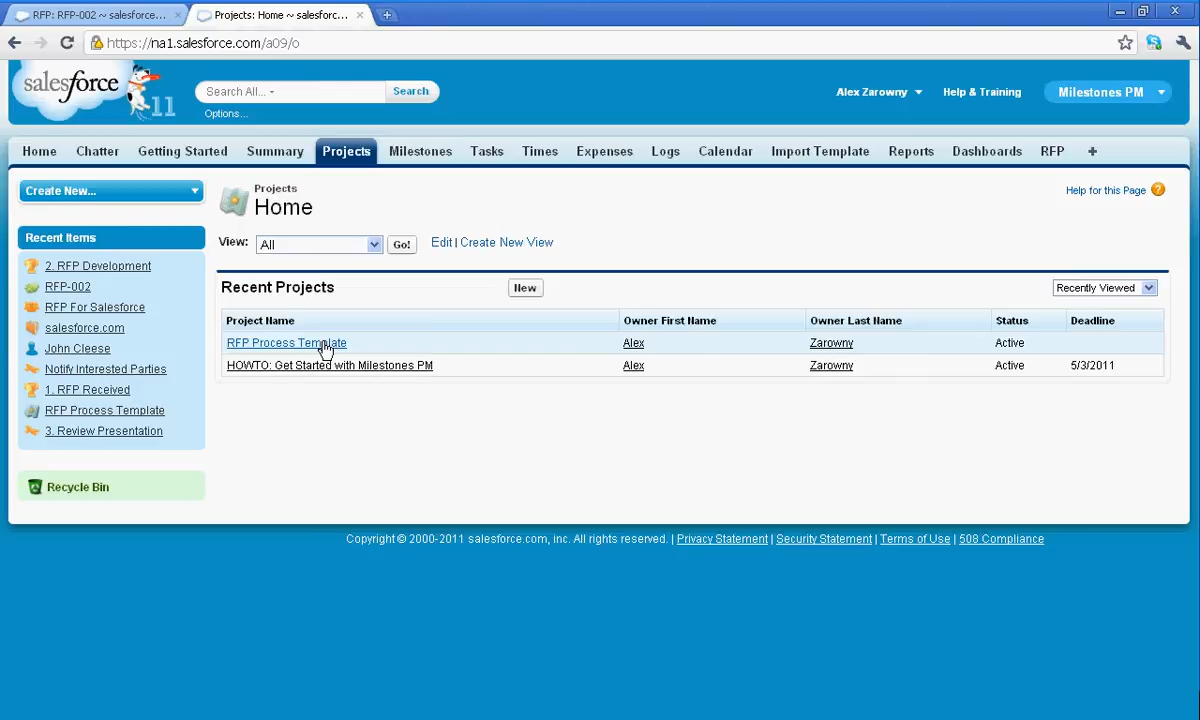 RFP: RFP-002 ~ salesforce... Projects: Home ~ salesforc...
https://na1.salesforce.com/a09/o
salesforce 11
Search All... Search
Options...
Alex Zarowny Help & Training Milestones PM
Home Chatter Getting Started Summary Projects Milestones Tasks Times Expenses Logs Calendar Import Template Reports Dashboards RFP +
Create New...
Recent Items
2. RFP Development
RFP-002
RFP For Salesforce
salesforce.com
John Cleese
Notify Interested Parties
1. RFP Received
RFP Process Template
3. Review Presentation
Recycle Bin
Projects
Home
Help for this Page ?
View: All Go! Edit | Create New View
Recent Projects New Recently Viewed
Project Name Owner First Name Owner Last Name Status Deadline
RFP Process Template Alex Zarowny Active
HOWTO: Get Started with Milestones PM Alex Zarowny Active 5/3/2011
Copyright © 2000-2011 salesforce.com, inc. All rights reserved. | Privacy Statement | Security Statement | Terms of Use | 508 Compliance